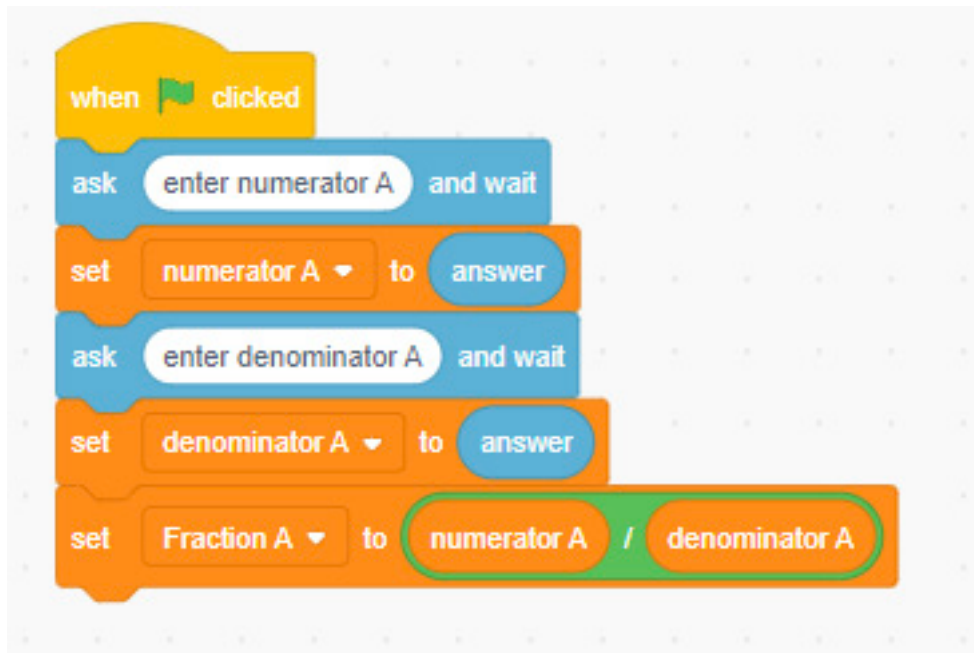 when clicked
ask enter numerator A and wait
set numerator A to answer
ask enter denominator A and wait
set denominator A to answer
set Fraction A to numerator A / denominator A